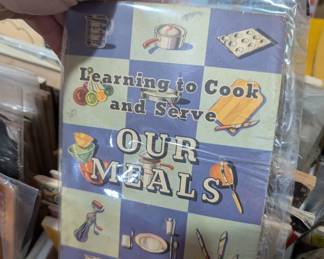 Learning to Cook
and Serve
OUR
MEALS